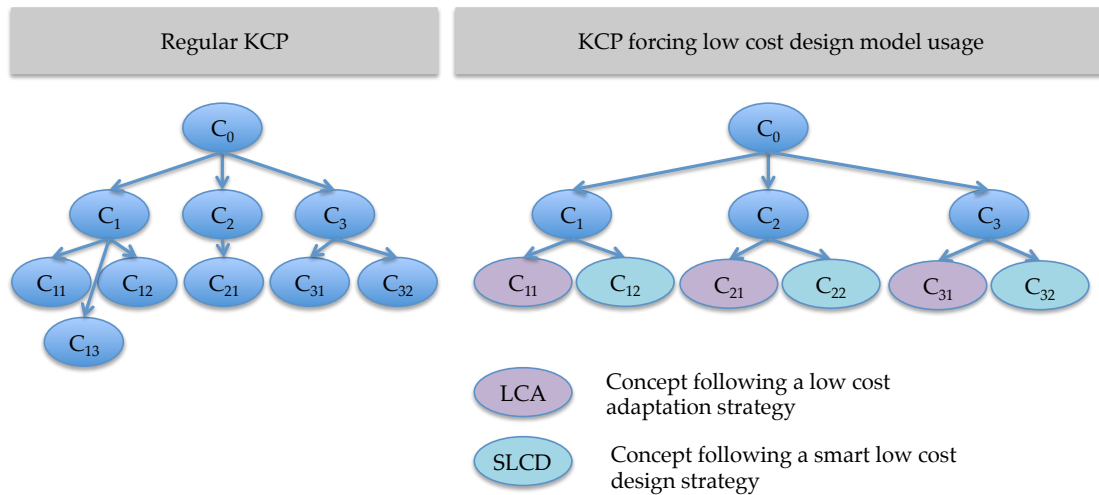 Regular KCP
KCP forcing low cost design model usage
C0
C1
C2
C3
C11
C12
C21
C31
C32
C13
C0
C1
C2
C3
C11
C12
C21
C22
C31
C32
LCA
Concept following a low cost
adaptation strategy
SLCD
Concept following a smart low cost
design strategy